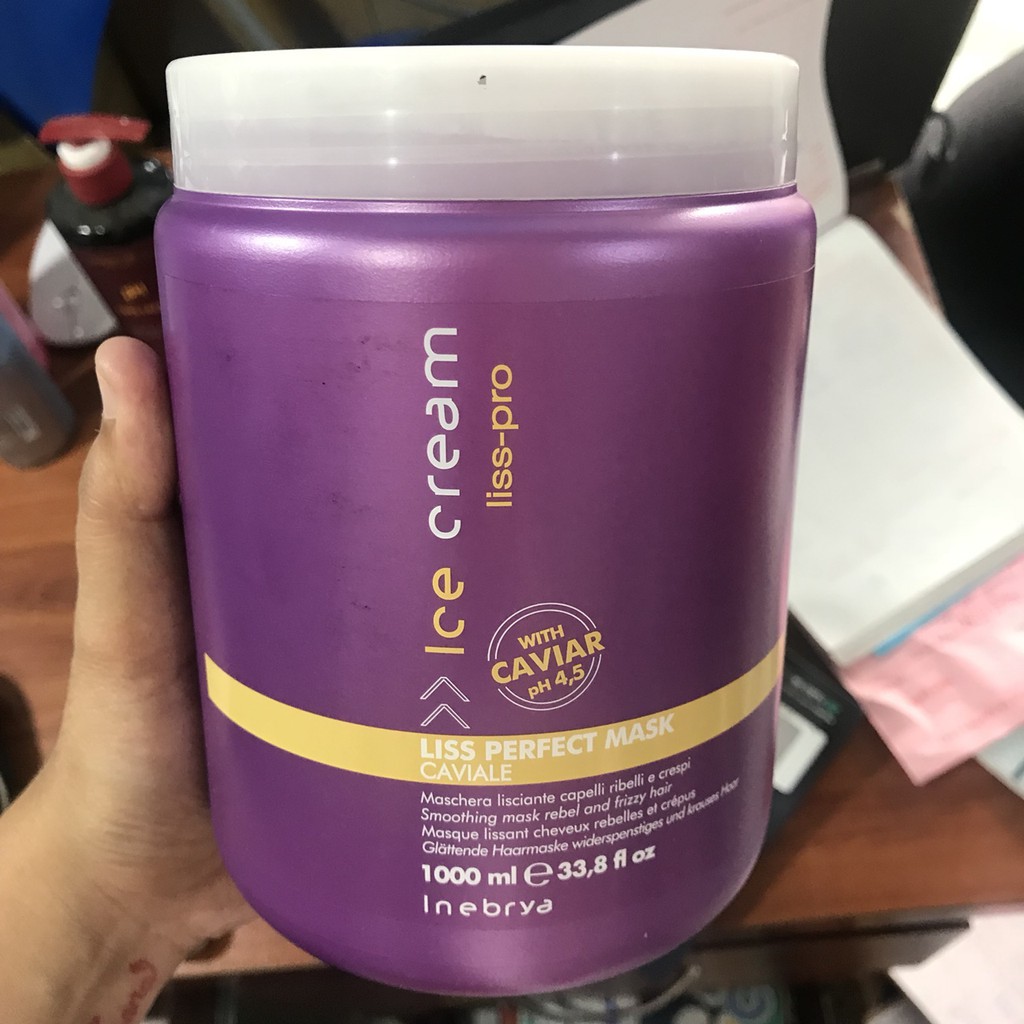 Ice cream
liss-pro
WITH
CAVIAR
pH 4,5
LISS PERFECT MASK
CAVIALE
Maschera lisciante capelli ribelli e crespi
Smoothing mask rebel and frizzy hair
Masque lissant cheveux rebelles et crépus
Glättende Haarmaske widerspenstiges und krauses Haar
1000 ml e 33,8 fl oz
Inebrya